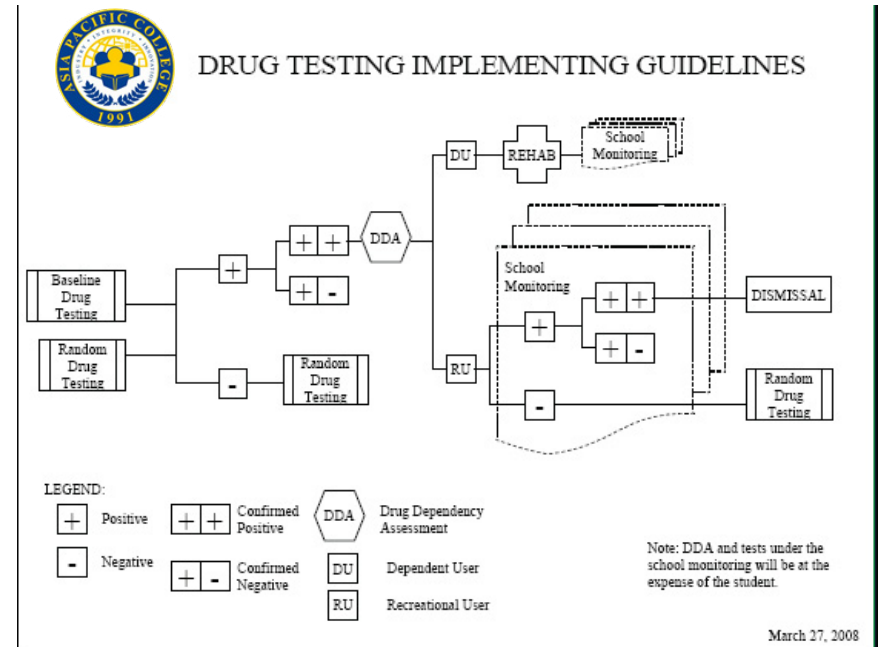 ASIA PACIFIC COLLEGE
INDUSTRY • INTEGRITY • INNOVATION
1991
DRUG TESTING IMPLEMENTING GUIDELINES
DU
REHAB
School
Monitoring
+ +
DDA
+
+ -
Baseline
Drug
Testing
Random
Drug
Testing
-
Random
Drug
Testing
School
Monitoring
+ +
DISMISSAL
+
+ -
RU
-
Random
Drug
Testing
LEGEND:
+ Positive
- Negative
+ + Confirmed
Positive
+ - Confirmed
Negative
DDA Drug Dependency
Assessment
DU Dependent User
RU Recreational User
Note: DDA and tests under the
school monitoring will be at the
expense of the student.
March 27, 2008